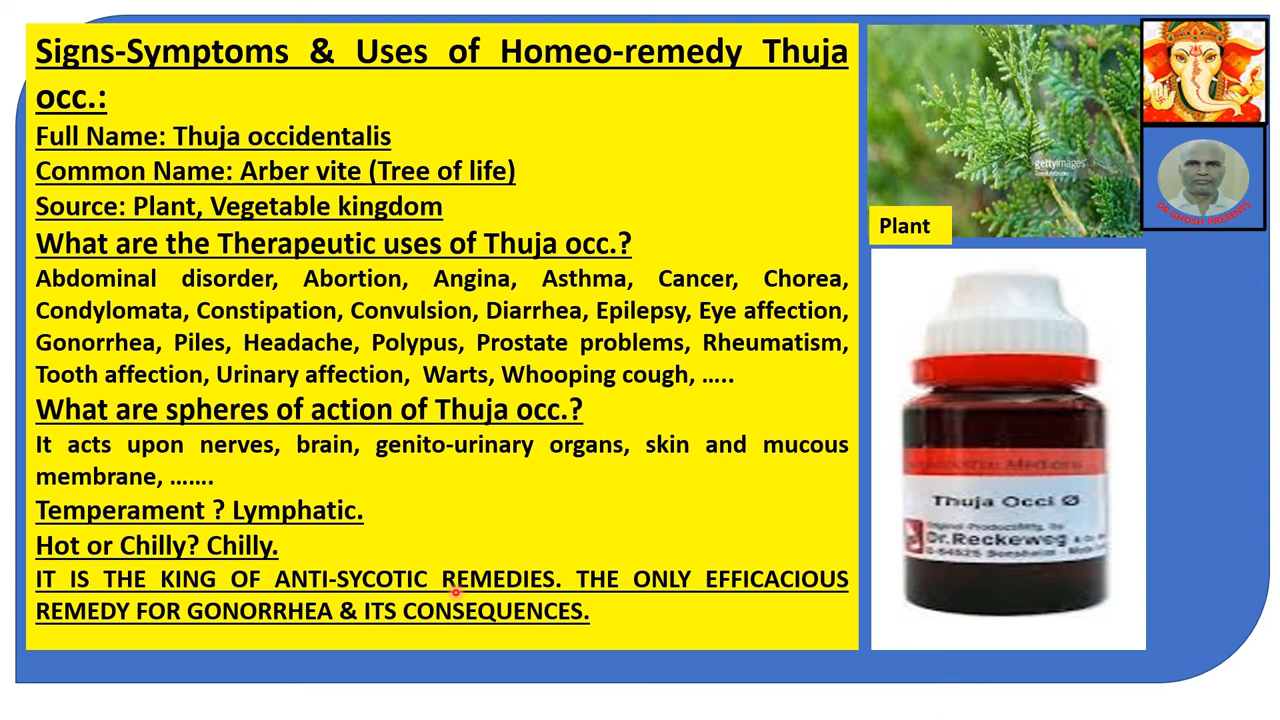 Signs-Symptoms & Uses of Homeo-remedy Thuja
occ.:
Full Name: Thuja occidentalis
Common Name: Arber vite (Tree of life)
Source: Plant, Vegetable kingdom
What are the Therapeutic uses of Thuja occ.?
Abdominal disorder, Abortion, Angina, Asthma, Cancer, Chorea,
Condylomata, Constipation, Convulsion, Diarrhea, Epilepsy, Eye affection,
Gonorrhea, Piles, Headache, Polypus, Prostate problems, Rheumatism,
Tooth affection, Urinary affection, Warts, Whooping cough, .....
What are spheres of action of Thuja occ.?
It acts upon nerves, brain, genito-urinary organs, skin and mucous
membrane, .......
Temperament ? Lymphatic.
Hot or Chilly? Chilly.
IT IS THE KING OF ANTI-SYCOTIC REMEDIES. THE ONLY EFFICACIOUS
REMEDY FOR GONORRHEA & ITS CONSEQUENCES.
gettyimages
Plant
DR GHOSH PRESENTS
Medicine
Thuja Occi Ø
Dr.Reckeweg